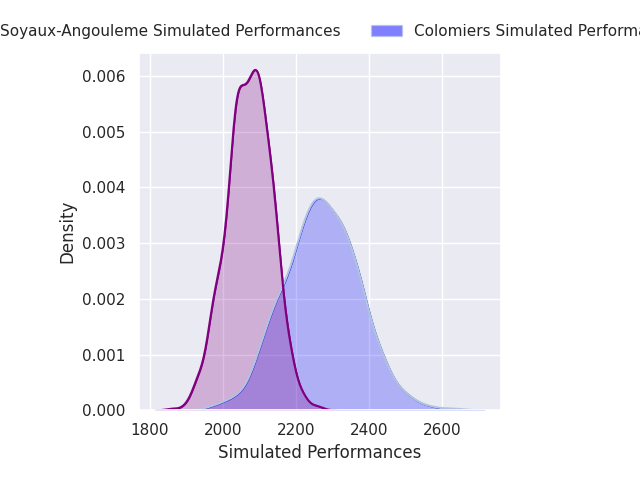 Soyaux-Angouleme Simulated Performances
Colomiers Simulated
0.006
0.005
0.004
0.003
0.002
0.001
0.000
Density
1800 2000 2200 2400 2600
Simulated Performances